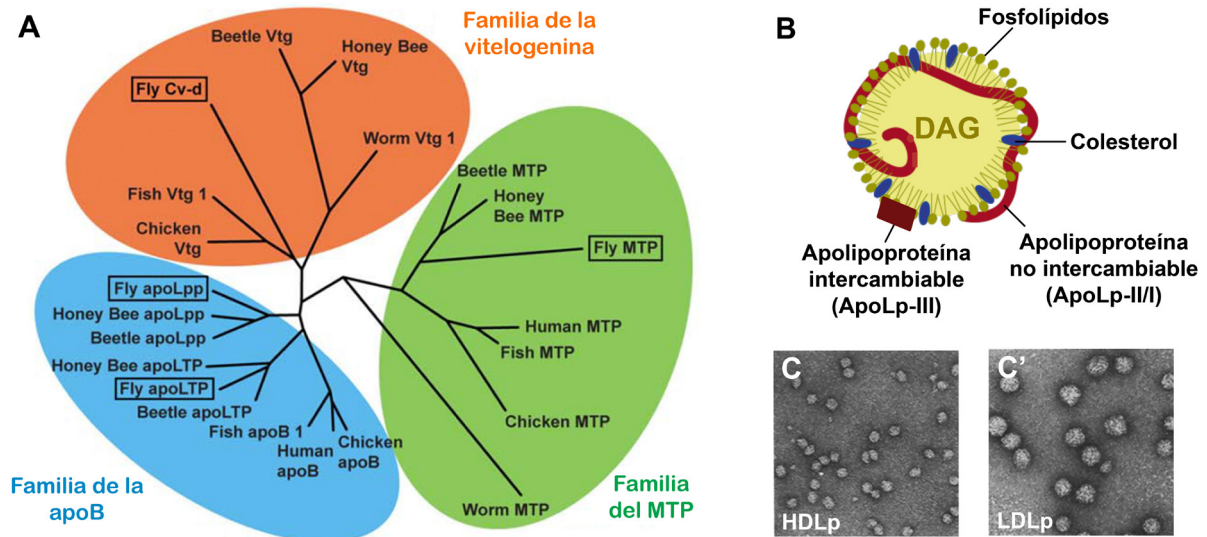 A
Familia de la
vitelogenina
Beetle Vtg
Honey Bee
Vtg
Fly Cv-d
Worm Vtg 1
Fish Vtg 1
Chicken
Vtg
Beetle MTP
Honey
Bee MTP
Fly MTP
Human MTP
Fish MTP
Chicken MTP
Worm MTP
Familia
del MTP
Fly apoLpp
Honey Bee apoLpp
Beetle apoLpp
Honey Bee apoLTP
Fly apoLTP
Beetle apoLTP
Fish apoB 1
Human
apoB
Chicken
apoB
Familia de la
apoB
B
Fosfolípidos
DAG
Colesterol
Apolipoproteína
intercambiable
(ApoLp-III)
Apolipoproteína
no intercambiable
(ApoLp-II/I)
C
HDLp
C’
LDLp